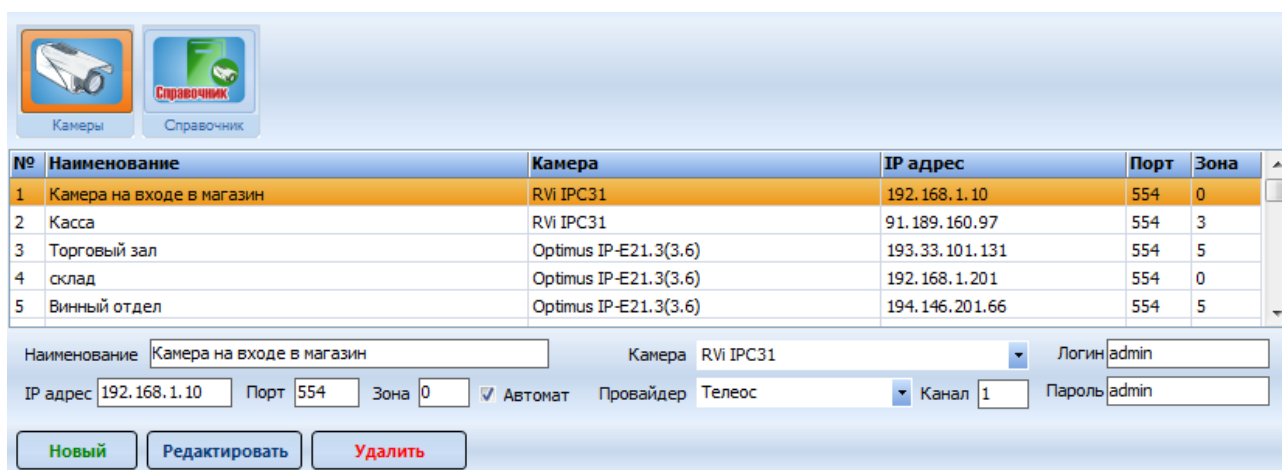 Справочник
Камеры Справочник
№ Наименование Камера IP адрес Порт Зона
1 Камера на входе в магазин RVi IPC31 192.168.1.10 554 0
2 Касса RVi IPC31 91.189.160.97 554 3
3 Торговый зал Optimus IP-E21.3(3.6) 193.33.101.131 554 5
4 склад Optimus IP-E21.3(3.6) 192.168.1.201 554 0
5 Винный отдел Optimus IP-E21.3(3.6) 194.146.201.66 554 5
Наименование Камера на входе в магазин Камера RVi IPC31 Логин admin
IP адрес 192.168.1.10 Порт 554 Зона 0 Автомат Провайдер Телеос Канал 1 Пароль admin
Новый Редактировать Удалить